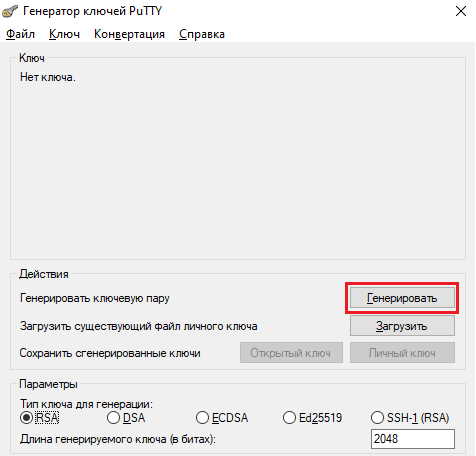 Генератор ключей PuTTY
Файл Ключ Конвертация Справка
Ключ
Нет ключа.
Действия
Генерировать ключевую пару Генерировать
Загрузить существующий файл личного ключа Загрузить
Сохранить сгенерированные ключи Открытый ключ Личный ключ
Параметры
Тип ключа для генерации:
RSA DSA ECDSA Ed25519 SSH-1 (RSA)
Длина генерируемого ключа (в битах): 2048